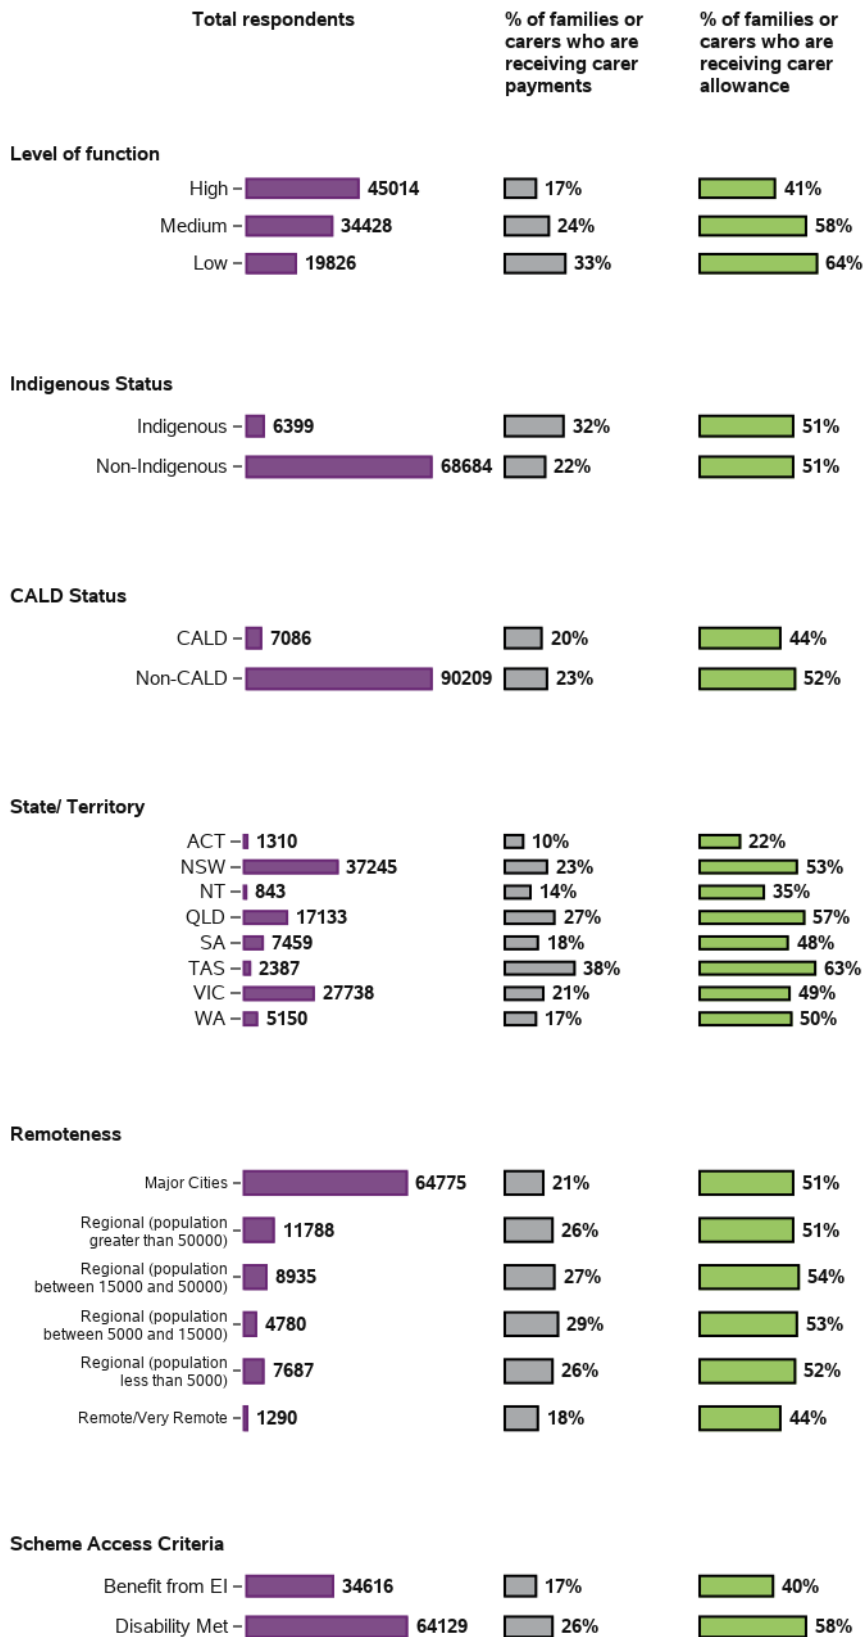 Total respondents
% of families or
carers who are
receiving carer
payments
% of families or
carers who are
receiving carer
allowance
Level of function
High 45014 17% 41%
Medium 34428 24% 58%
Low 19826 33% 64%
Indigenous Status
Indigenous 6399 32% 51%
Non-Indigenous 68684 22% 51%
CALD Status
CALD 7086 20% 44%
Non-CALD 90209 23% 52%
State/ Territory
ACT 1310 10% 22%
NSW 37245 23% 53%
NT 843 14% 35%
QLD 17133 27% 57%
SA 7459 18% 48%
TAS 2387 38% 63%
VIC 27738 21% 49%
WA 5150 17% 50%
Remoteness
Major Cities 64775 21% 51%
Regional (population
greater than 50000) 11788 26% 51%
Regional (population
between 15000 and 50000) 8935 27% 54%
Regional (population
between 5000 and 15000) 4780 29% 53%
Regional (population
less than 5000) 7687 26% 52%
Remote/Very Remote 1290 18% 44%
Scheme Access Criteria
Benefit from EI 34616 17% 40%
Disability Met 64129 26% 58%